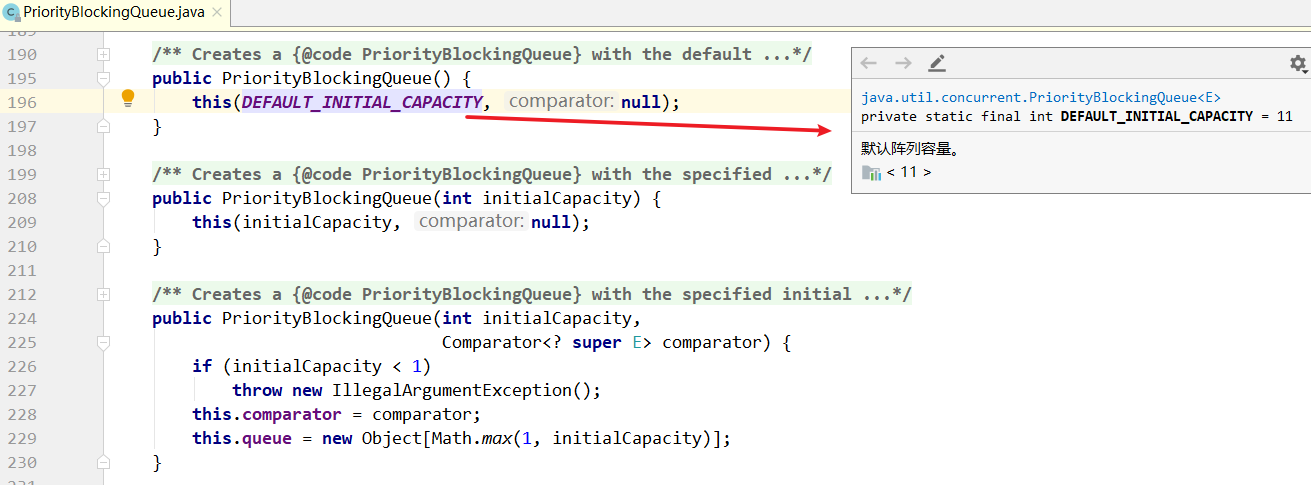 PriorityBlockingQueue.java
190 /** Creates a {@code PriorityBlockingQueue} with the default ...*/
195 public PriorityBlockingQueue() {
196 this(DEFAULT_INITIAL_CAPACITY, comparator: null);
197 }
198
199 /** Creates a {@code PriorityBlockingQueue} with the specified ...*/
208 public PriorityBlockingQueue(int initialCapacity) {
209 this(initialCapacity, comparator: null);
210 }
211
212 /** Creates a {@code PriorityBlockingQueue} with the specified initial ...*/
224 public PriorityBlockingQueue(int initialCapacity,
225 Comparator<? super E> comparator) {
226 if (initialCapacity < 1)
227 throw new IllegalArgumentException();
228 this.comparator = comparator;
229 this.queue = new Object[Math.max(1, initialCapacity)];
230 }
java.util.concurrent.PriorityBlockingQueue<E>
private static final int DEFAULT_INITIAL_CAPACITY = 11
默认阵列容量。
< 11 >